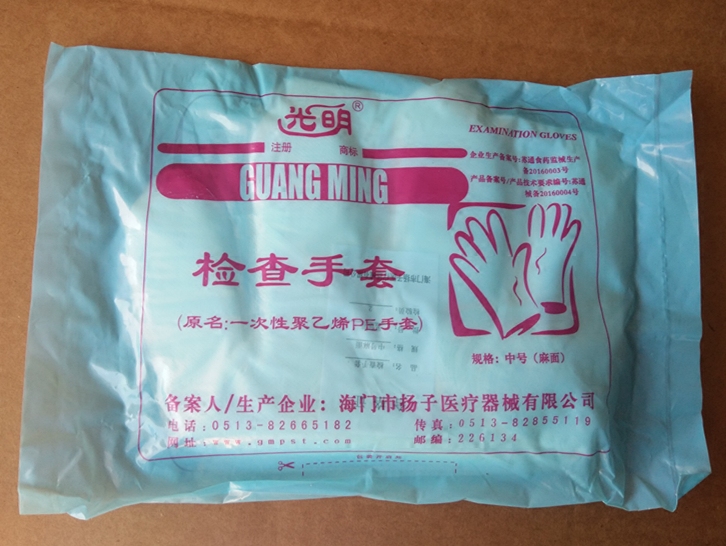 光明®
注册 商标
GUANG MING
EXAMINATION GLOVES
企业生产备案号:苏通食药监械生产
备20160003号
产品备案号/产品技术要求编号:苏通
械备20160004号
检查手套
(原名:一次性聚乙烯PE手套)
规格:中号(麻面)
备案人/生产企业:海门市扬子医疗器械有限公司
电话:0513-82665182 传真:0513-82855119
网址:www.gmpst.com 邮编:226134